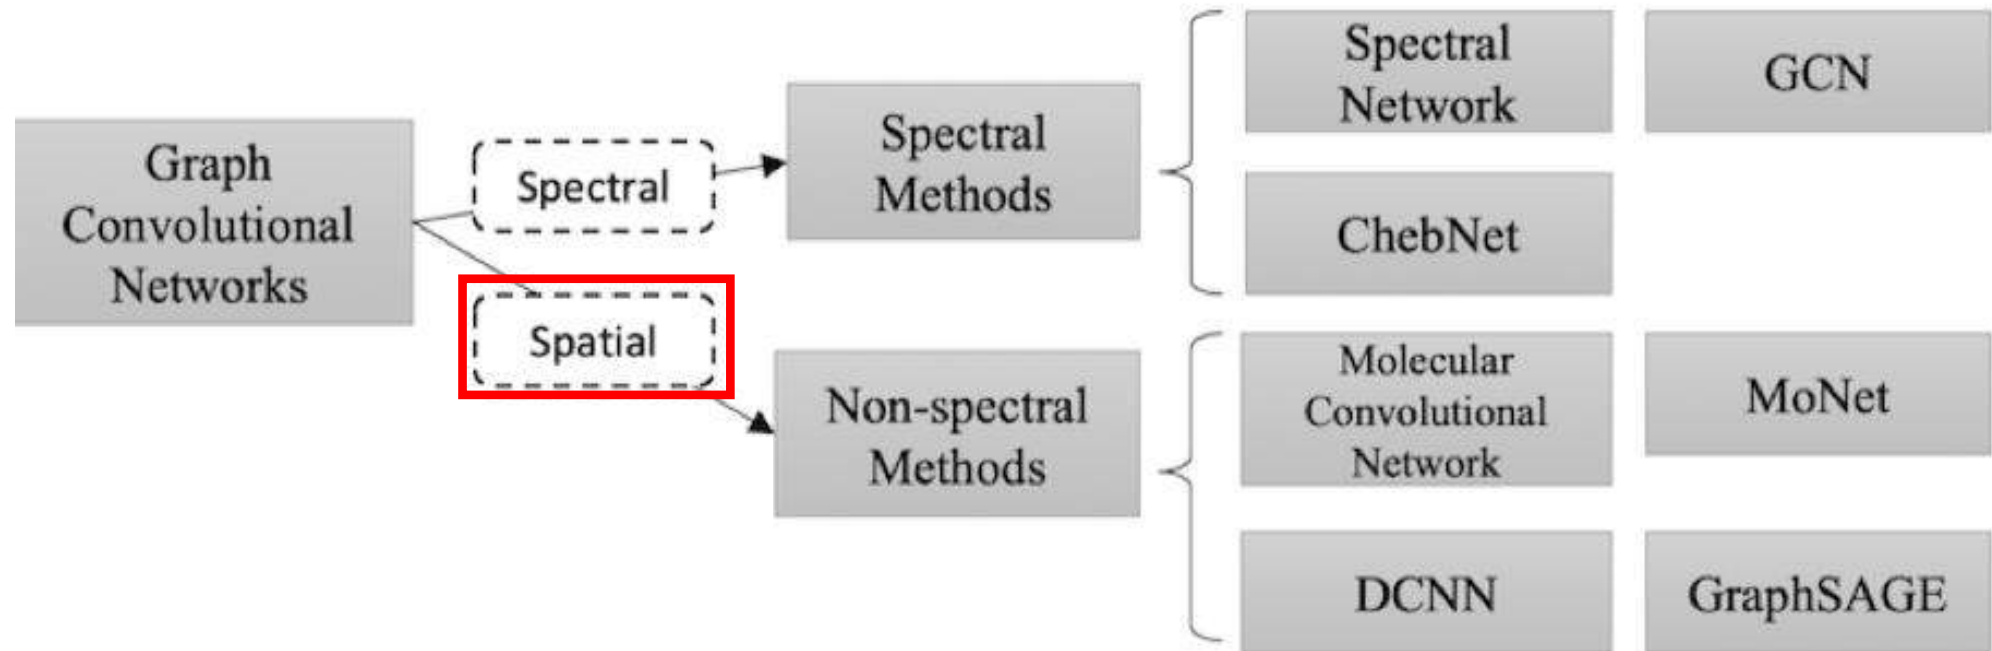 Graph
Convolutional
Networks
Spectral
Spatial
Spectral
Methods
Non-spectral
Methods
Spectral
Network
GCN
ChebNet
Molecular
Convolutional
Network
MoNet
DCNN
GraphSAGE